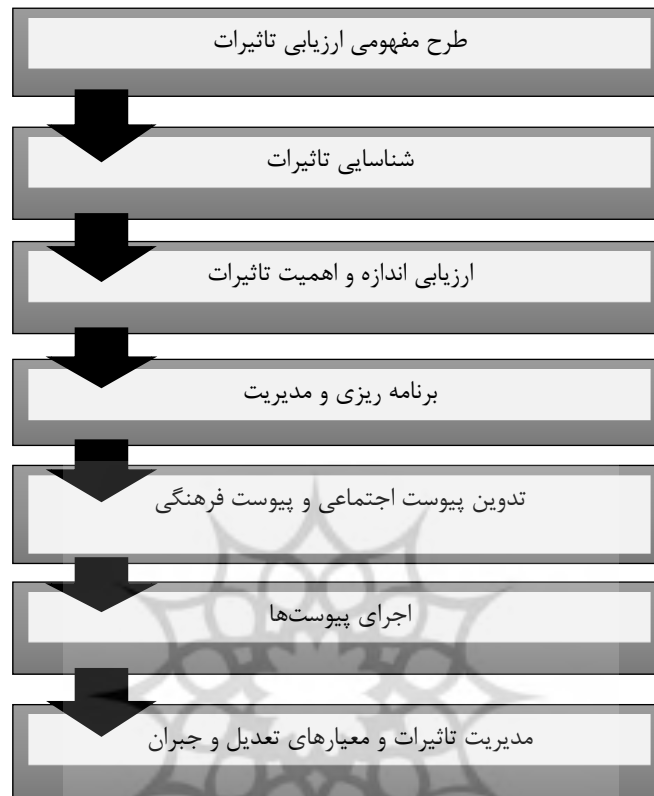 طرح مفهومی ارزیابی تاثیرات
شناسایی تاثیرات
ارزیابی اندازه و اهمیت تاثیرات
برنامه ریزی و مدیریت
تدوین پیوست اجتماعی و پیوست فرهنگی
اجرای پیوست‌ها
مدیریت تاثیرات و معیارهای تعدیل و جبران